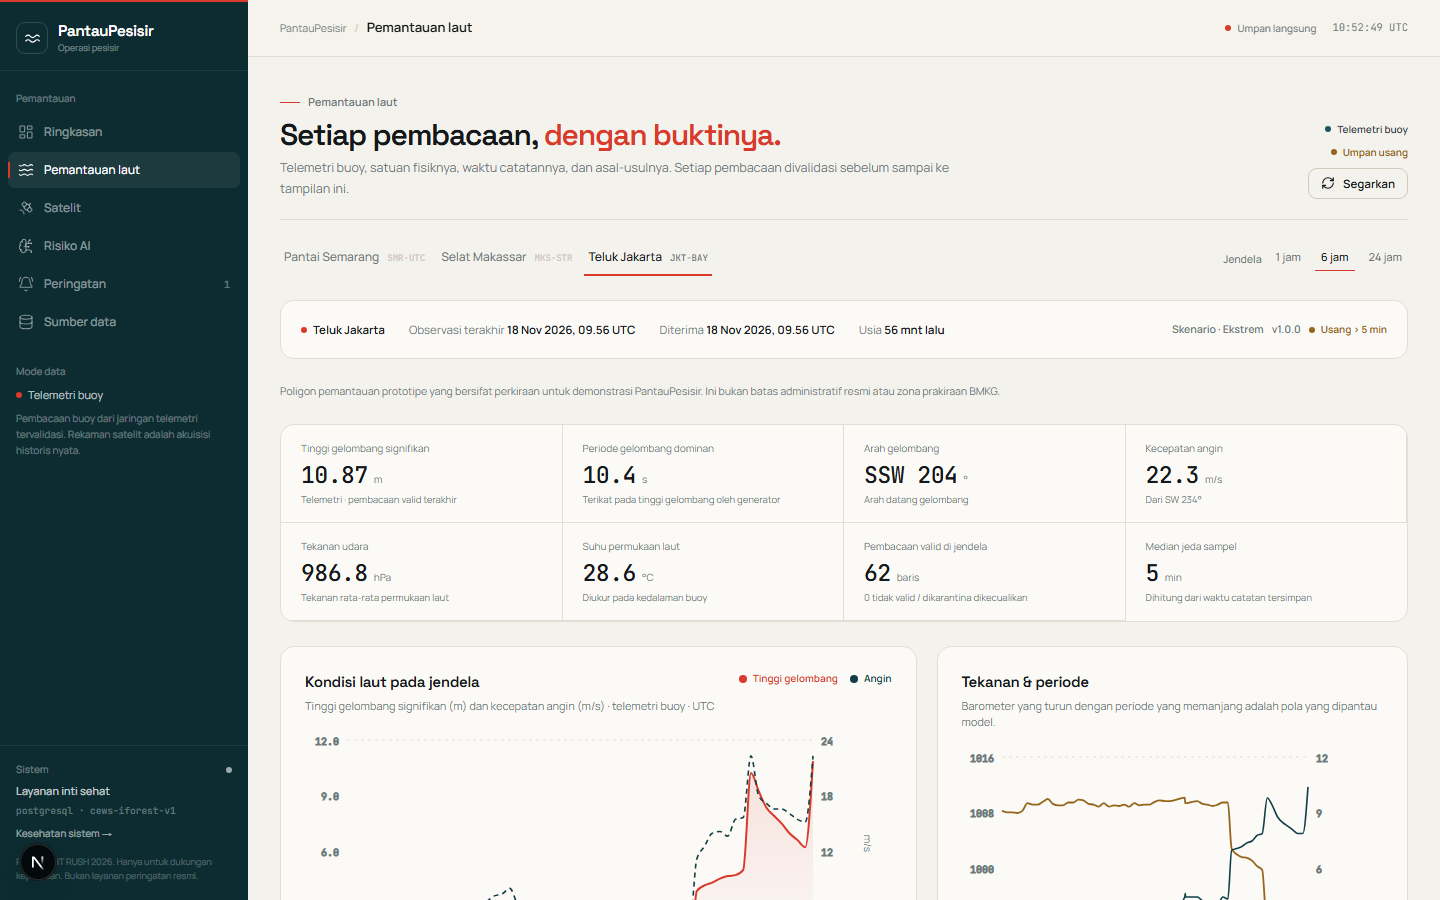 PantauPesisir
Operasi pesisir
Pemantauan
Ringkasan
Pemantauan laut
Satelit
Risiko AI
Peringatan 1
Sumber data
Mode data
Telemetri buoy
Pembacaan buoy dari jaringan telemetri
tervalidasi. Rekaman satelit adalah akuisisi
historis nyata.
Sistem
Layanan inti sehat
postgresql · cews-iforest-v1
Kesehatan sistem →
IT RUSH 2026. Hanya untuk dukungan
Bukan layanan peringatan resmi.
N
PantauPesisir / Pemantauan laut
Umpan langsung 10:52:49 UTC
Pemantauan laut
Setiap pembacaan, dengan buktinya.
Telemetri buoy, satuan fisiknya, waktu catatannya, dan asal-usulnya. Setiap pembacaan divalidasi sebelum sampai ke
tampilan ini.
Telemetri buoy
Umpan usang
Segarkan
Pantai Semarang SMR-UTC Selat Makassar MKS-STR Teluk Jakarta JKT-BAY
Jendela 1 jam 6 jam 24 jam
Teluk Jakarta Observasi terakhir 18 Nov 2026, 09.56 UTC Diterima 18 Nov 2026, 09.56 UTC Usia 56 mnt lalu
Skenario · Ekstrem v1.0.0 Usang > 5 min
Poligon pemantauan prototipe yang bersifat perkiraan untuk demonstrasi PantauPesisir. Ini bukan batas administratif resmi atau zona prakiraan BMKG.
Tinggi gelombang signifikan
10.87 m
Telemetri · pembacaan valid terakhir
Periode gelombang dominan
10.4 s
Terikat pada tinggi gelombang oleh generator
Arah gelombang
SSW 204 °
Arah datang gelombang
Kecepatan angin
22.3 m/s
Dari SW 234°
Tekanan udara
986.8 hPa
Tekanan rata-rata permukaan laut
Suhu permukaan laut
28.6 °C
Diukur pada kedalaman buoy
Pembacaan valid di jendela
62 baris
0 tidak valid / dikarantina dikecualikan
Median jeda sampel
5 min
Dihitung dari waktu catatan tersimpan
Kondisi laut pada jendela
Tinggi gelombang Angin
Tinggi gelombang signifikan (m) dan kecepatan angin (m/s) · telemetri buoy · UTC
12.0 24
9.0 18
6.0 12
m/s
Tekanan & periode
Barometer yang turun dengan periode yang memanjang adalah pola yang dipantau
model.
1016 12
1008 9
1000 6